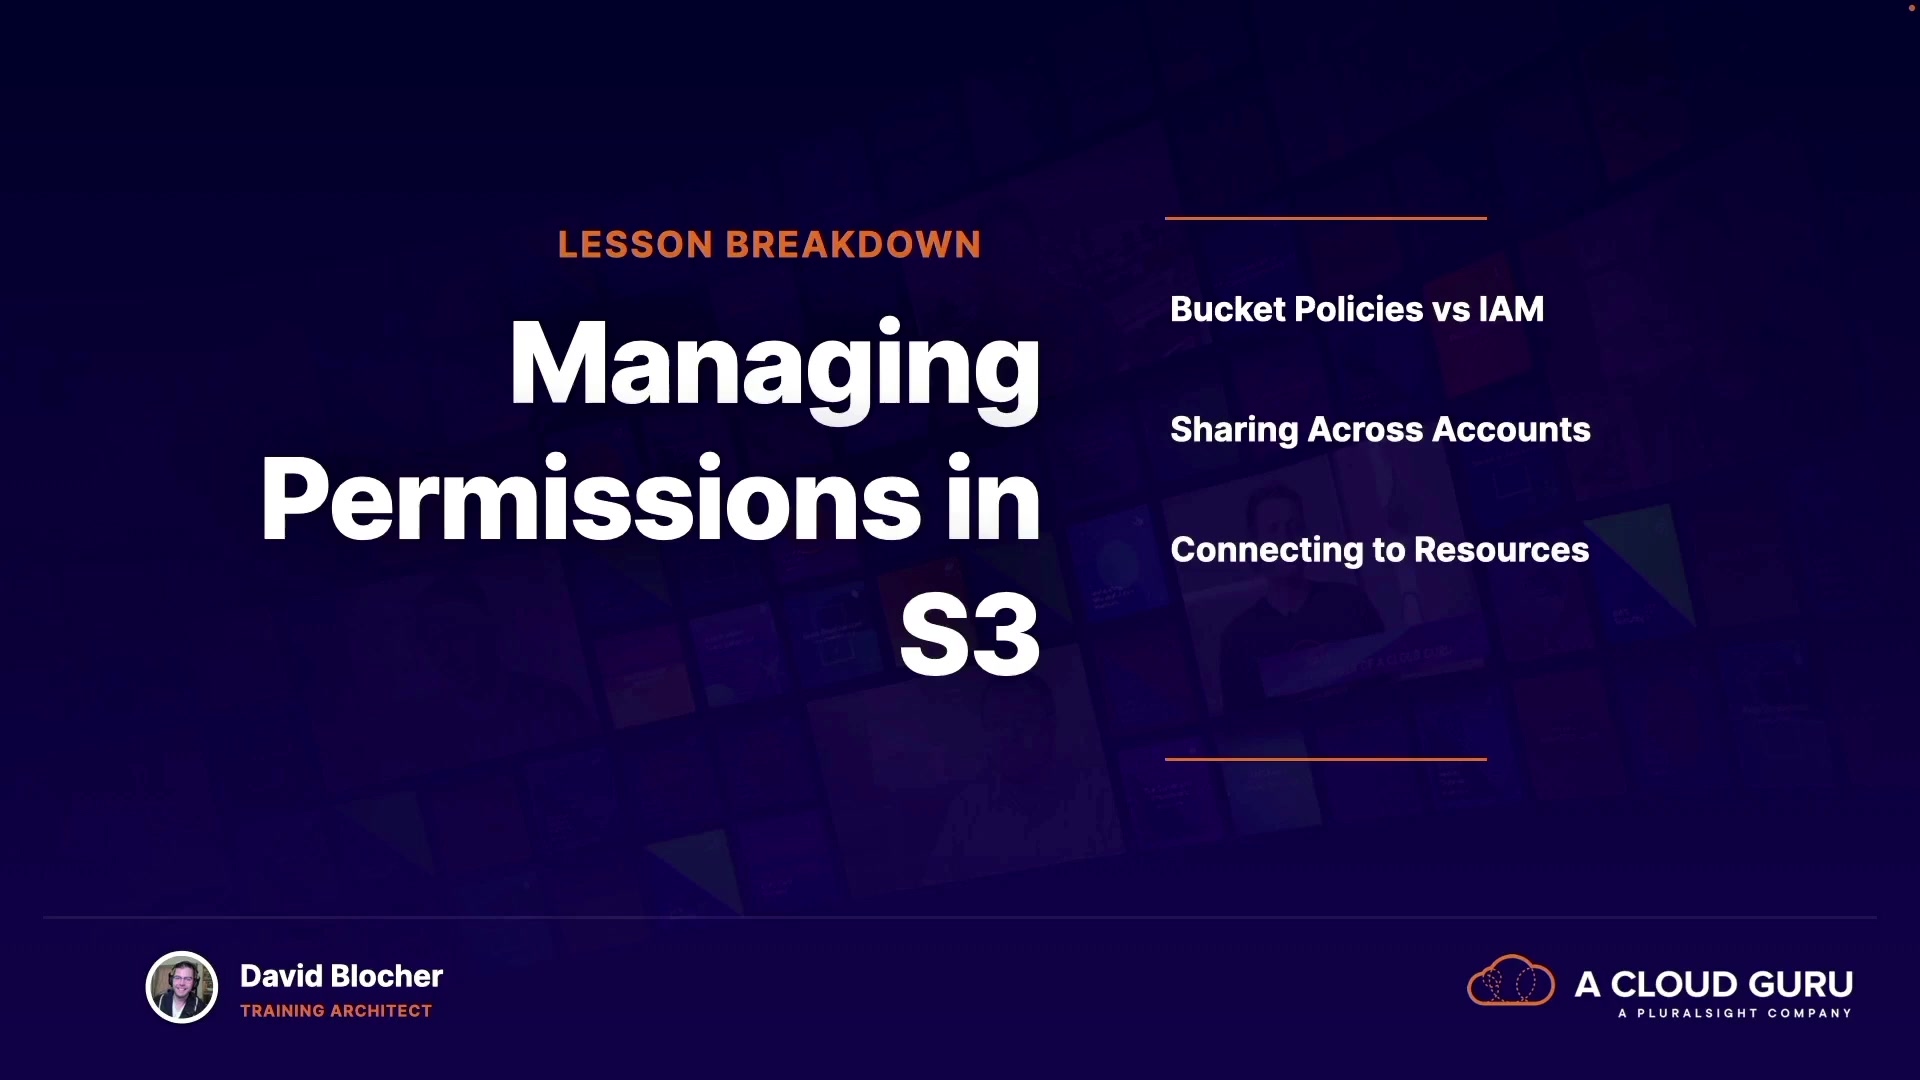 LESSON BREAKDOWN
Managing
Permissions in
S3
Bucket Policies vs IAM
Sharing Across Accounts
Connecting to Resources
David Blocher
TRAINING ARCHITECT
A CLOUD GURU
A PLURALSIGHT COMPANY